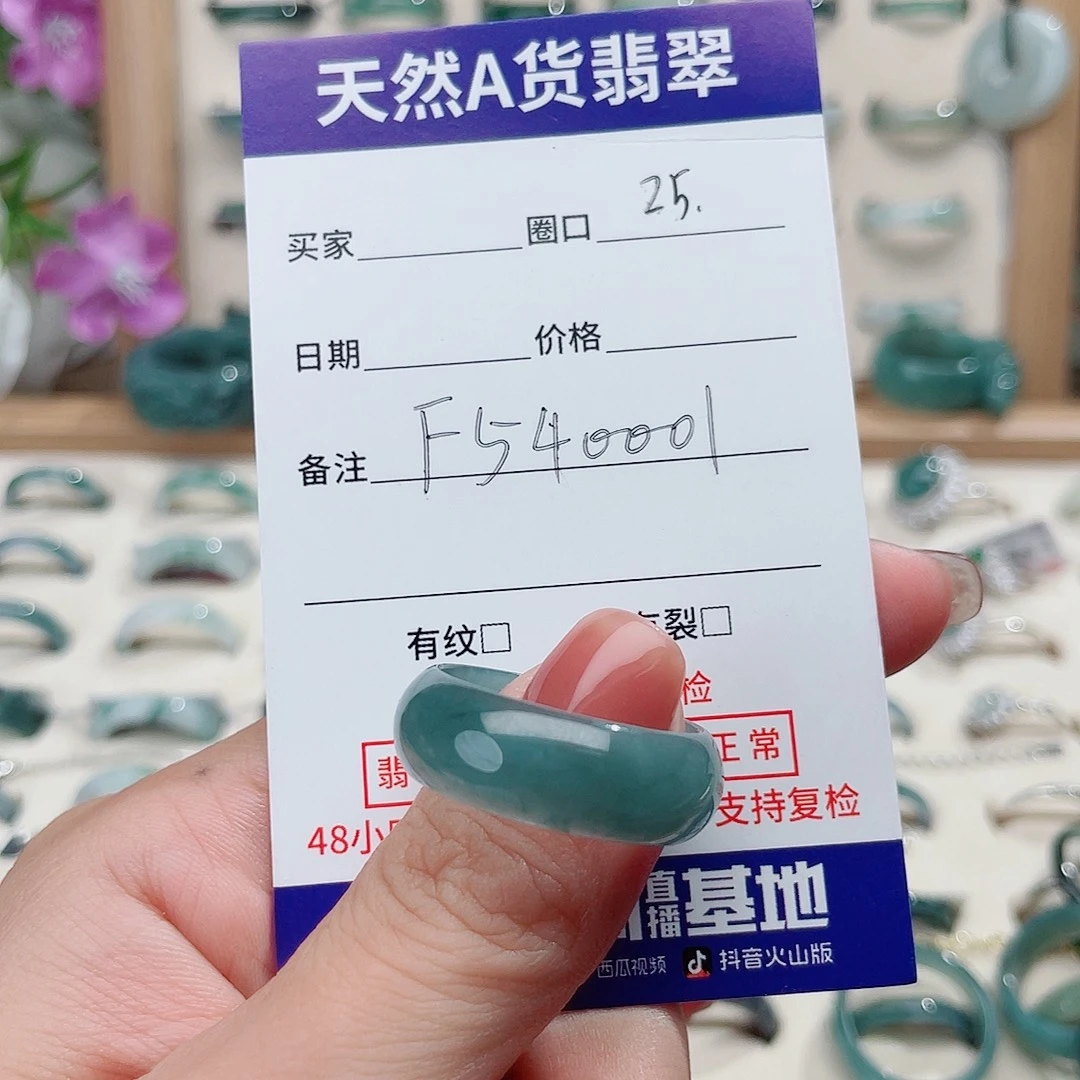 天然A货翡翠
买家 圈口 25.
日期 价格
备注 F540001
有纹□ 裂□
检
翡 正常
48小 支持复检
直播基地
西瓜视频 抖音火山版